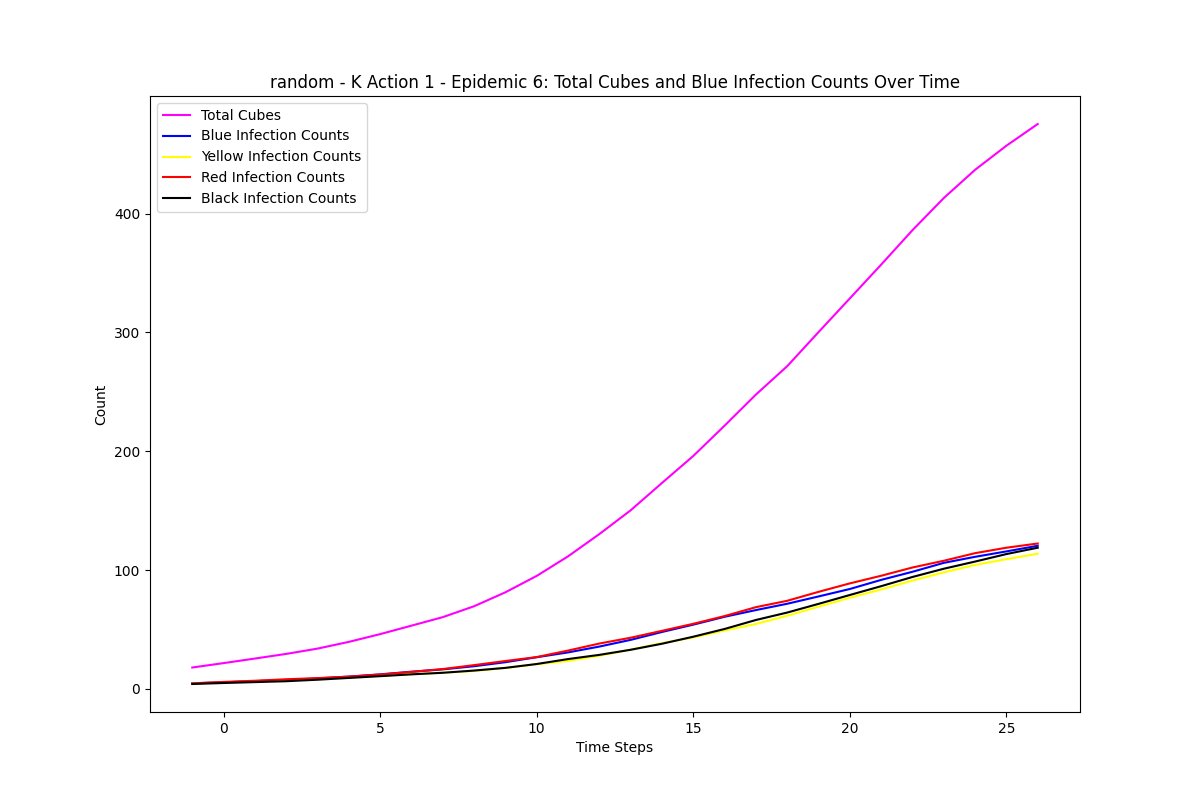 random - K Action 1 - Epidemic 6: Total Cubes and Blue Infection Counts Over Time
Total Cubes
Blue Infection Counts
Yellow Infection Counts
Red Infection Counts
Black Infection Counts
400
300
200
100
0
Count
0 5 10 15 20 25
Time Steps